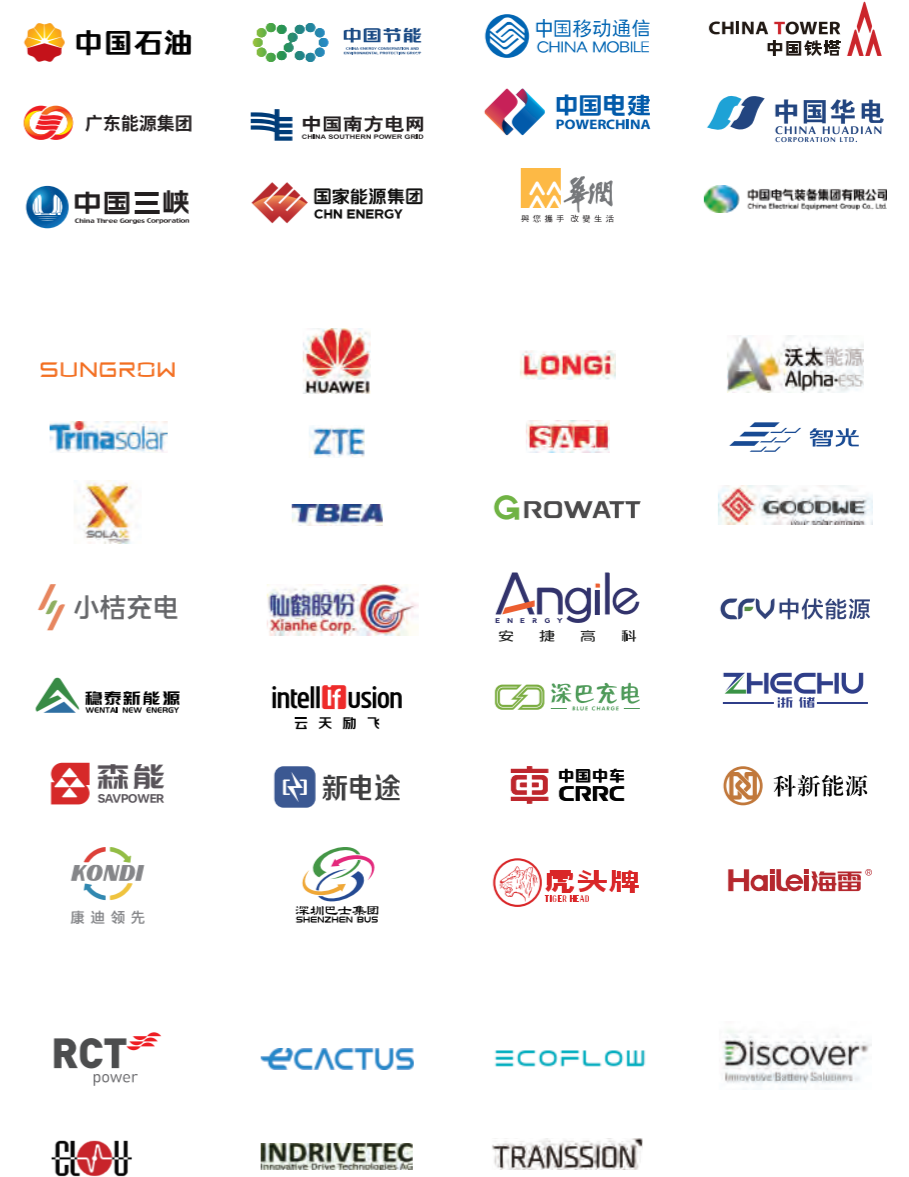 中国石油
中国节能
CHINA ENERGY CONSERVATION AND
ENVIRONMENTAL PROTECTION GROUP
中国移动通信
CHINA MOBILE
CHINA TOWER
中国铁塔
广东能源集团
中国南方电网
CHINA SOUTHERN POWER GRID
中国电建
POWERCHINA
中国华电
CHINA HUADIAN
CORPORATION LTD.
中国三峡
China Three Gorges Corporation
国家能源集团
CHN ENERGY
華潤
與您攜手 改變生活
中国电气装备集团有限公司
China Electrical Equipment Group Co., Ltd.
SUNGROW
HUAWEI
LONGi
沃太能源
Alpha·ess
Trinasolar
ZTE
SAJ
智光
SOLAX
TBEA
GROWATT
GOODWE
your solar engine
小桔充电
仙鹤股份
Xianhe Corp.
Angile
ENERGY
安捷高科
CFV中伏能源
稳泰新能源
WENTAI NEW ENERGY
intellifusion
云天励飞
深巴充电
BLUE CHARGE
ZHECHU
浙储
森能
SAVPOWER
新电途
中国中车
CRRC
科新能源
KONDI
康迪领先
深圳巴士集团
SHENZHEN BUS
虎头牌
TIGER HEAD
HaiLei海雷®
RCT
power
eCACTUS
ECOFLOW
Discover®
Innovative Battery Solutions
CLOU
INDRIVETEC
Innovative Drive Technologies AG
TRANSSION